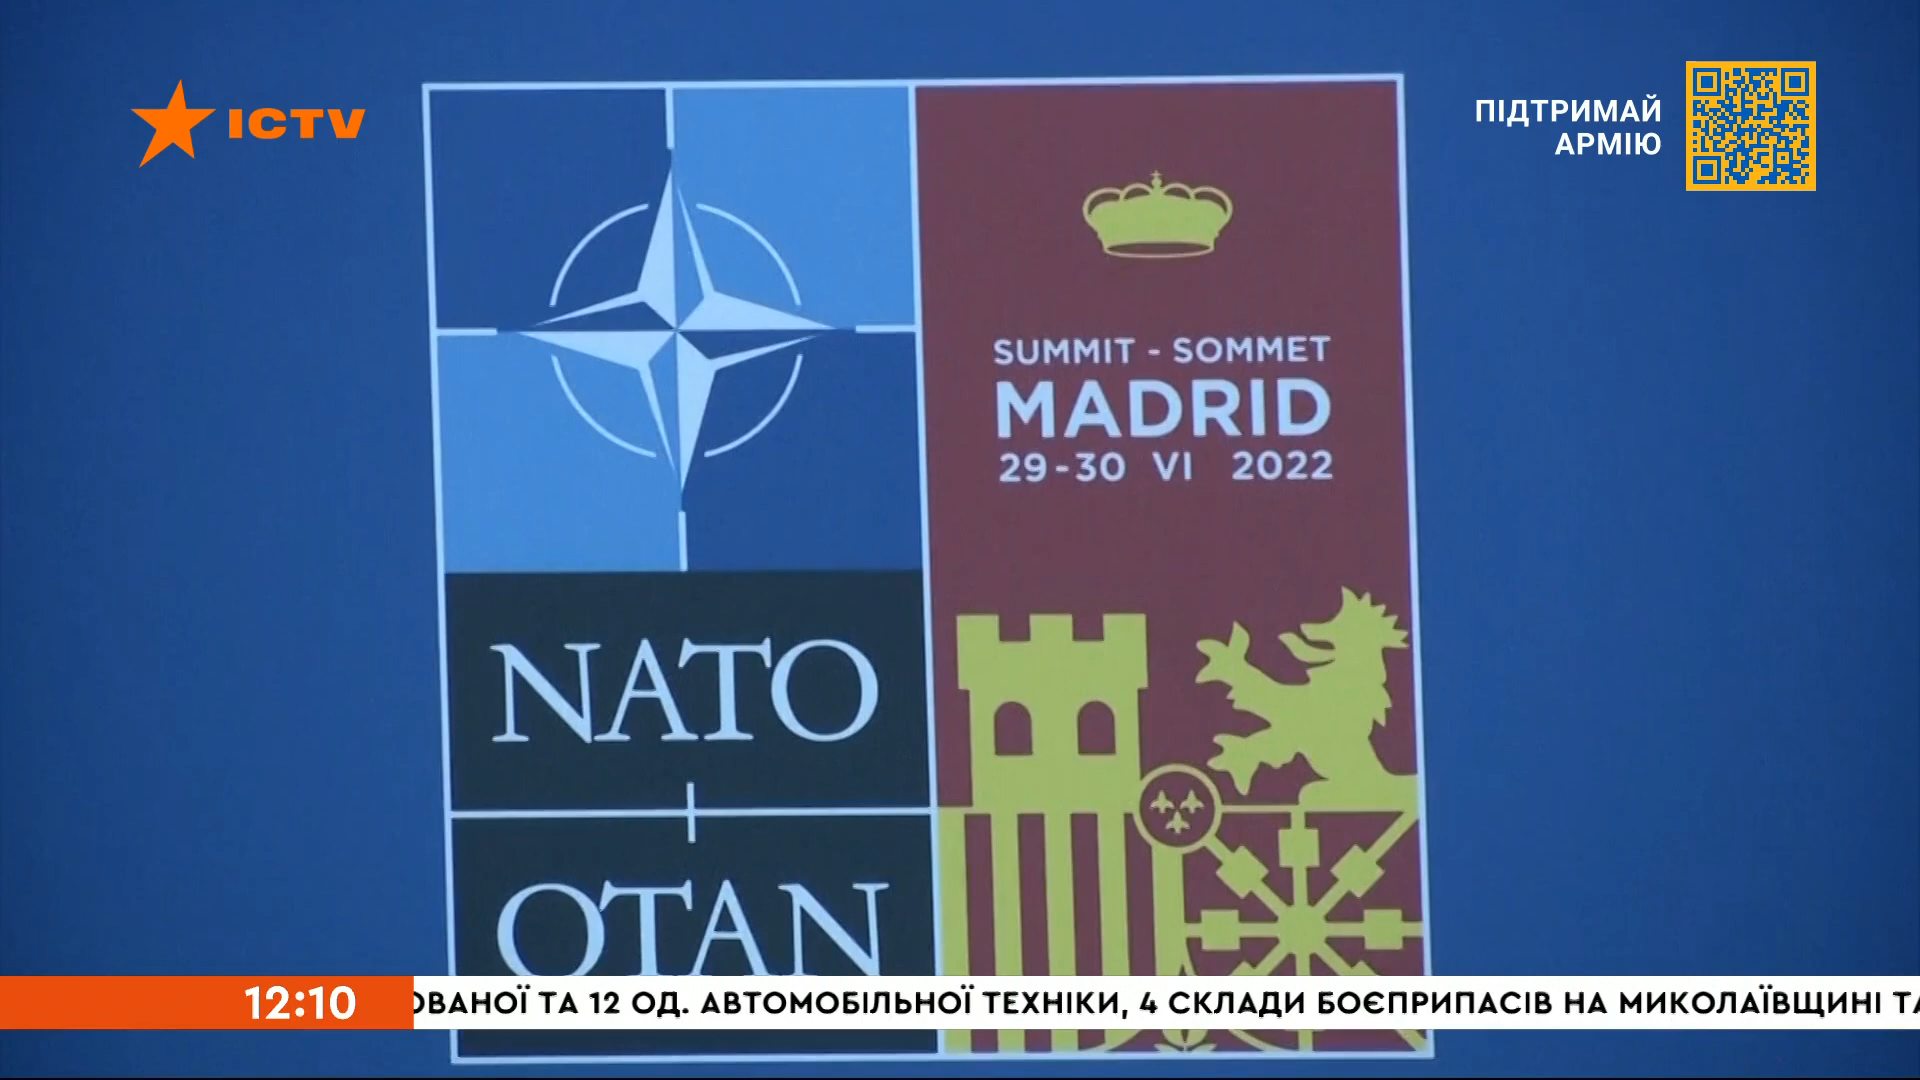 ICTV
ПІДТРИМАЙ
АРМІЮ
SUMMIT - SOMMET
MADRID
29-30 VI 2022
NATO
OTAN
12:10
ТА 12 ОД. АВТОМОБІЛЬНОЇ ТЕХНІКИ, 4 СКЛАДИ БОЄПРИПАСІВ НА МИКОЛАЇВЩИНІ